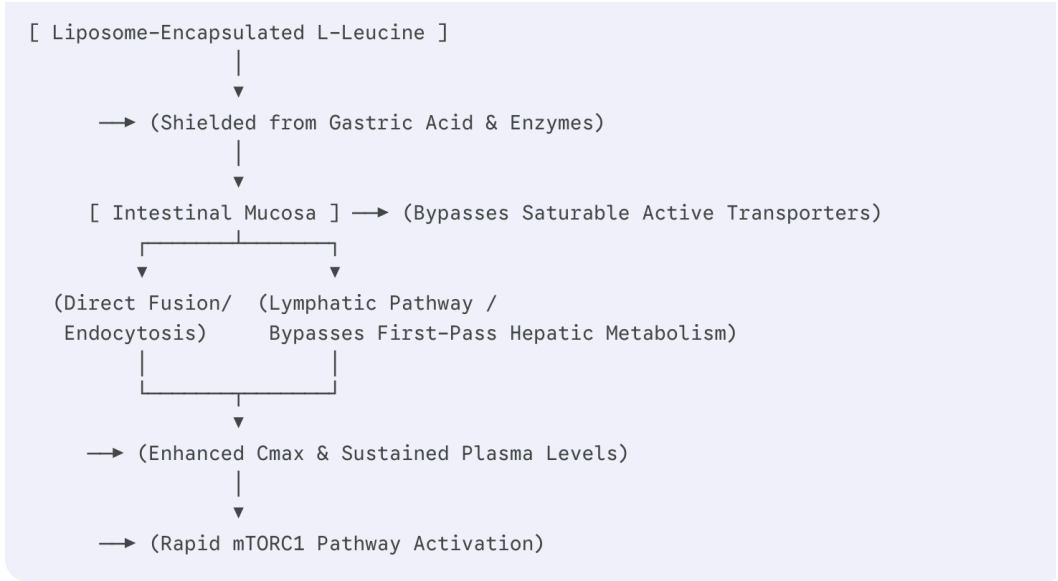 [ Liposome-Encapsulated L-Leucine ]
(Shielded from Gastric Acid & Enzymes)
[ Intestinal Mucosa ] ──► (Bypasses Saturable Active Transporters)
(Direct Fusion/ (Lymphatic Pathway /
Endocytosis) Bypasses First-Pass Hepatic Metabolism)
(Enhanced Cmax & Sustained Plasma Levels)
(Rapid mTORC1 Pathway Activation)